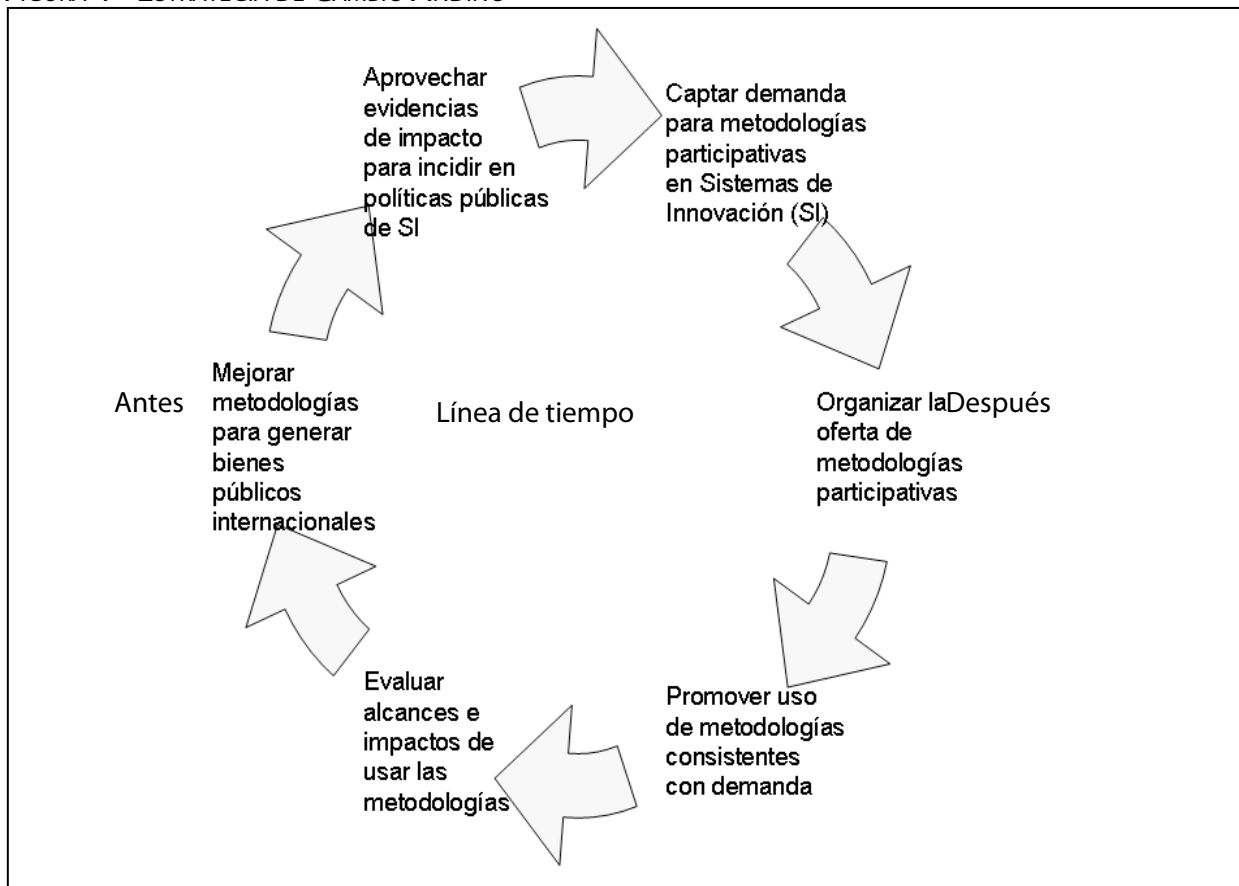 Aprovechar
evidencias
de impacto
para incidir en
políticas públicas
de SI
Captar demanda
para metodologías
participativas
en Sistemas de
Innovación (SI)
Antes
Mejorar
metodologías
para generar
bienes
públicos
internacionales
Línea de tiempo
Organizar la
oferta de
metodologías
participativas
Después
Evaluar
alcances e
impactos de
usar las
metodologías
Promover uso
de metodologías
consistentes
con demanda